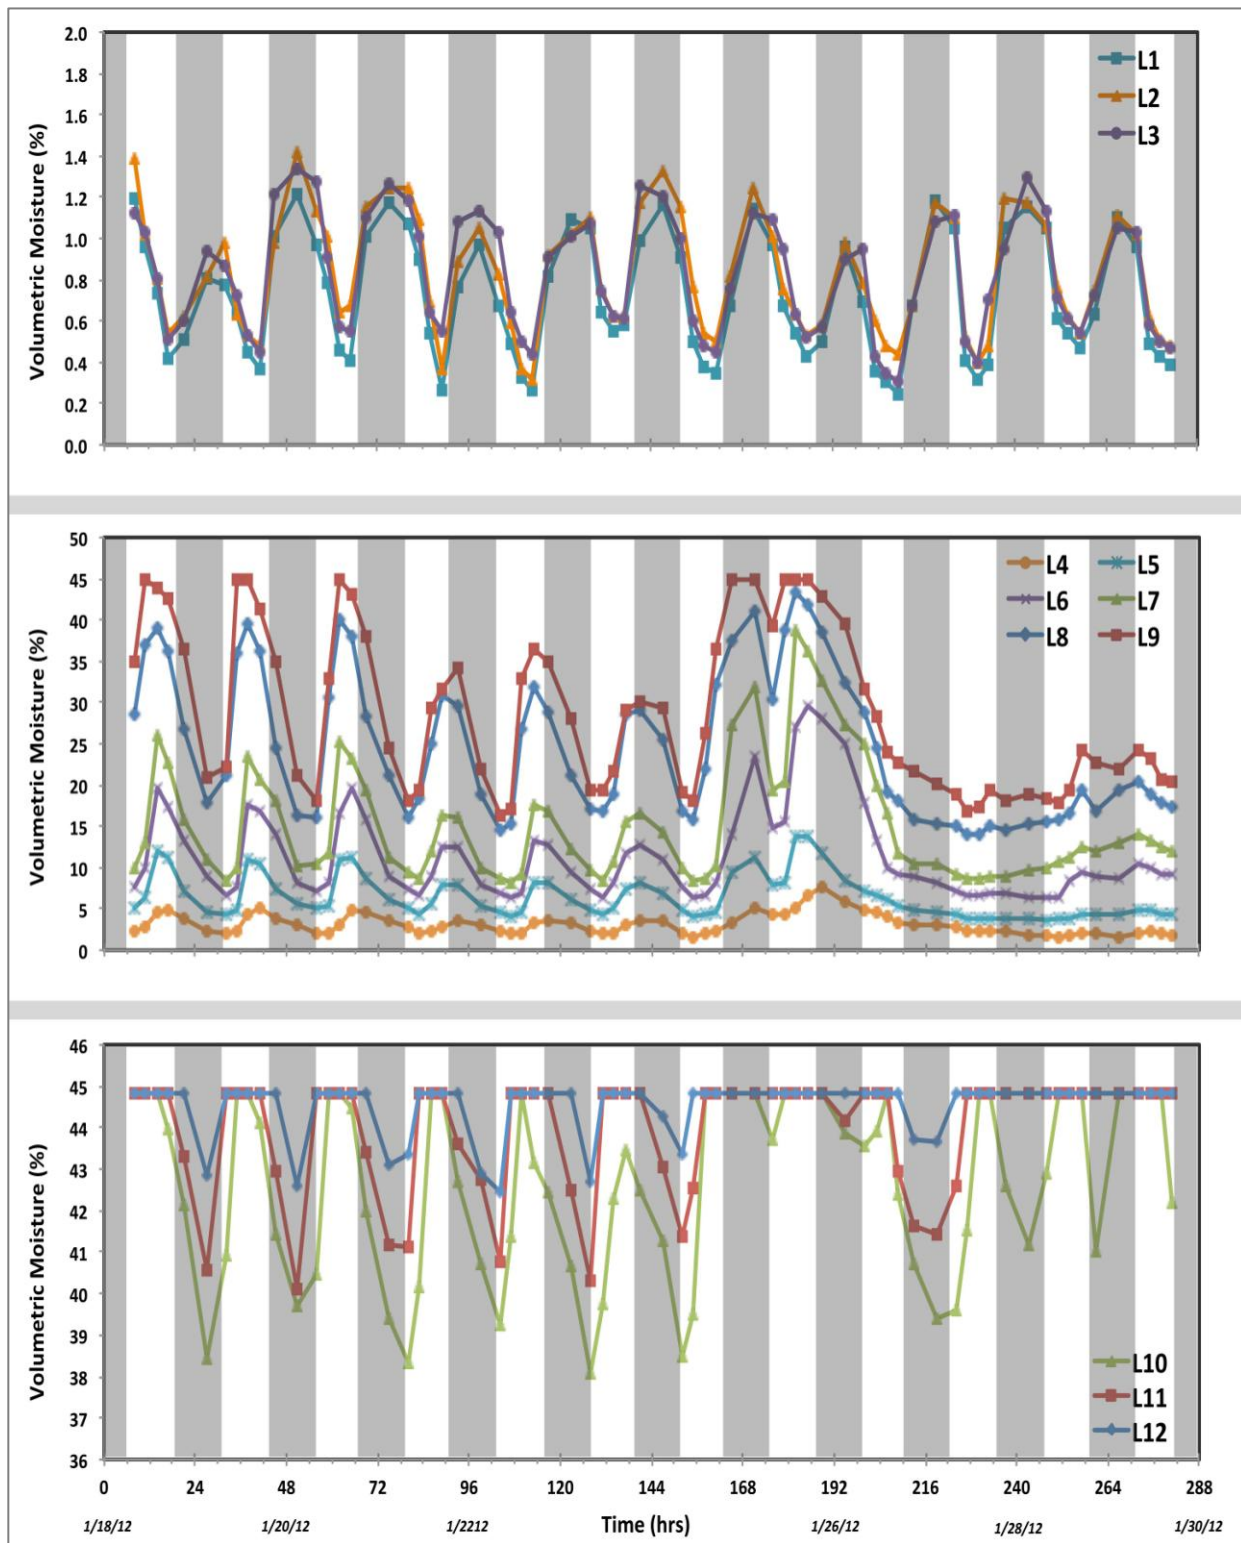 2.0
1.8
1.6
1.4
1.2
1.0
0.8
0.6
0.4
0.2
0.0
Volumetric Moisture (%)
L1
L2
L3
50
45
40
35
30
25
20
15
10
5
0
Volumetric Moisture (%)
L4 L5
L6 L7
L8 L9
46
45
44
43
42
41
40
39
38
37
36
Volumetric Moisture (%)
L10
L11
L12
0 24 48 72 96 120 144 168 192 216 240 264 288
1/18/12 1/20/12 1/2212 Time (hrs) 1/26/12 1/28/12 1/30/12